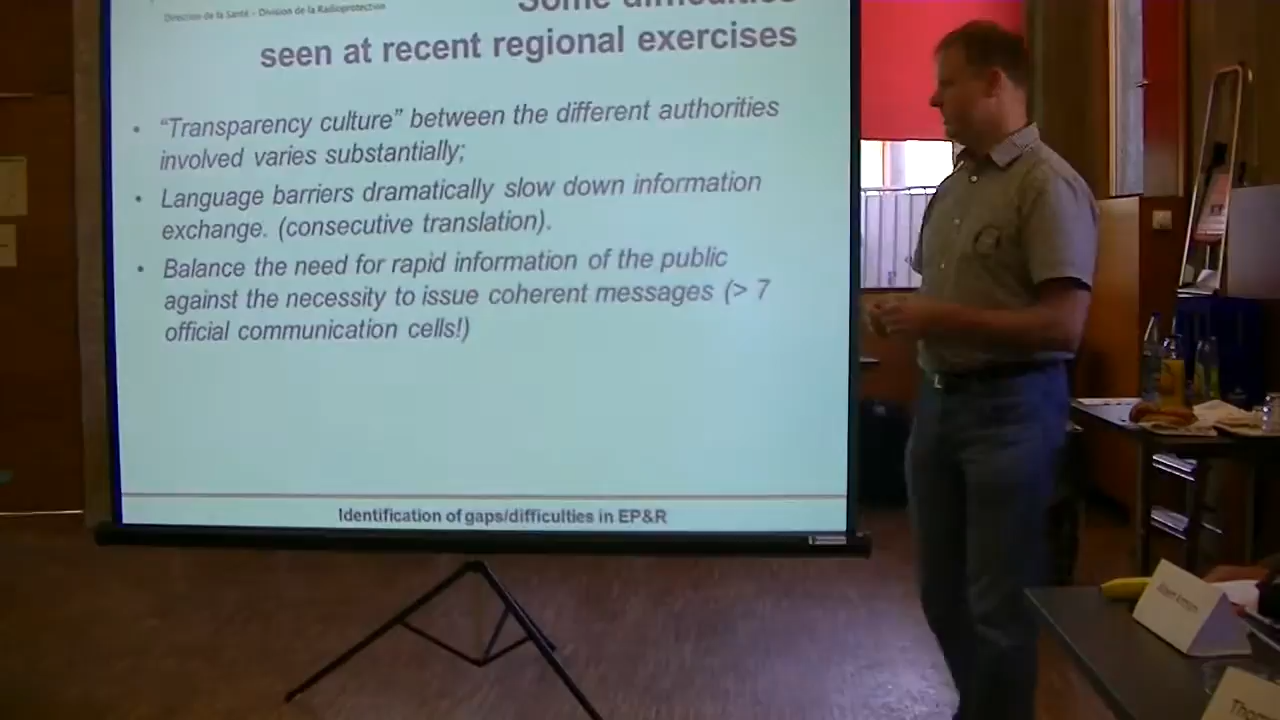 Direction de la Santé – Division de la Radioprotection
Some difficulties
seen at recent regional exercises
• “Transparency culture” between the different authorities
involved varies substantially;
• Language barriers dramatically slow down information
exchange. (consecutive translation).
• Balance the need for rapid information of the public
against the necessity to issue coherent messages (> 7
official communication cells!)
Identification of gaps/difficulties in EP&R